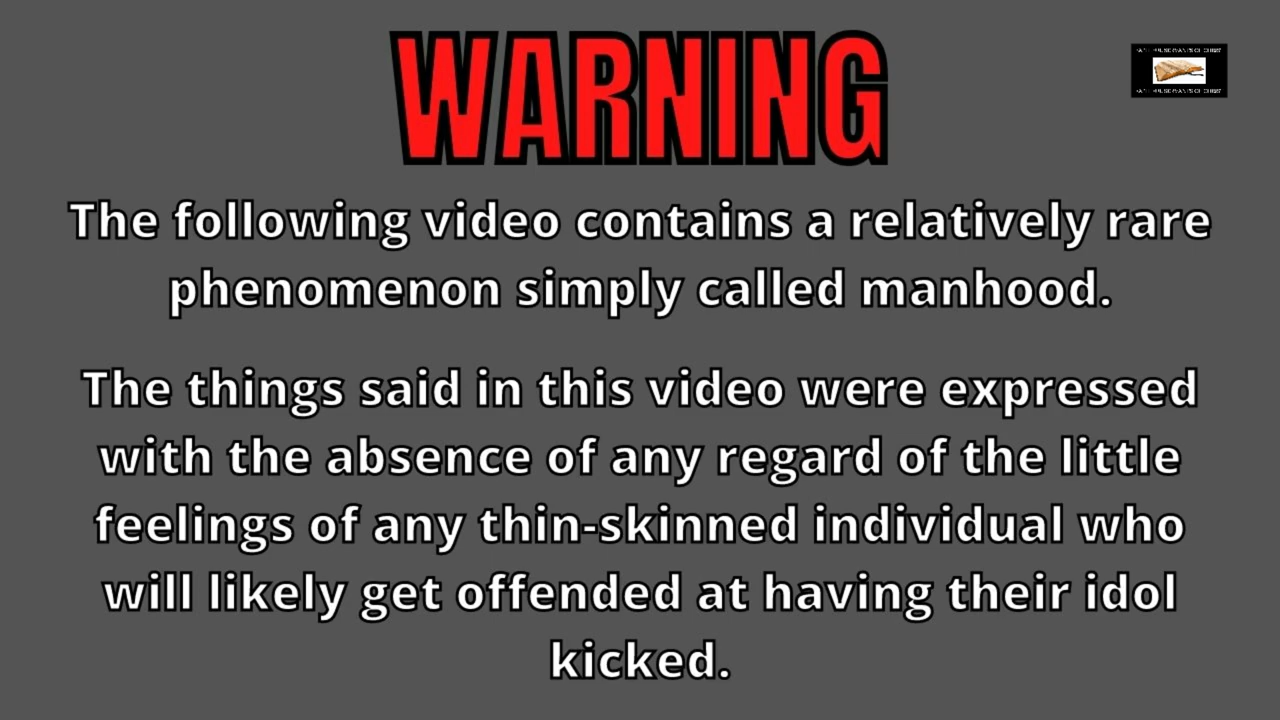 WARNING
The following video contains a relatively rare
phenomenon simply called manhood.
The things said in this video were expressed
with the absence of any regard of the little
feelings of any thin-skinned individual who
will likely get offended at having their idol
kicked.